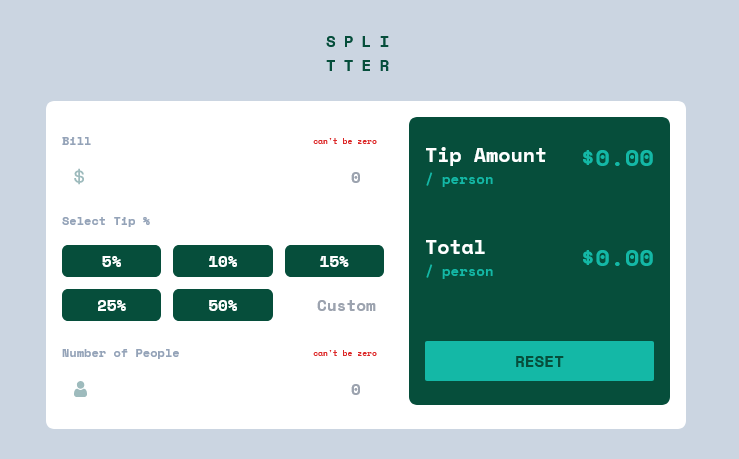 SPLI
TTER
Bill
can't be zero
$
0
Select Tip %
5%
10%
15%
25%
50%
Custom
Number of People
can't be zero
0
Tip Amount
$0.00
/ person
Total
$0.00
/ person
RESET